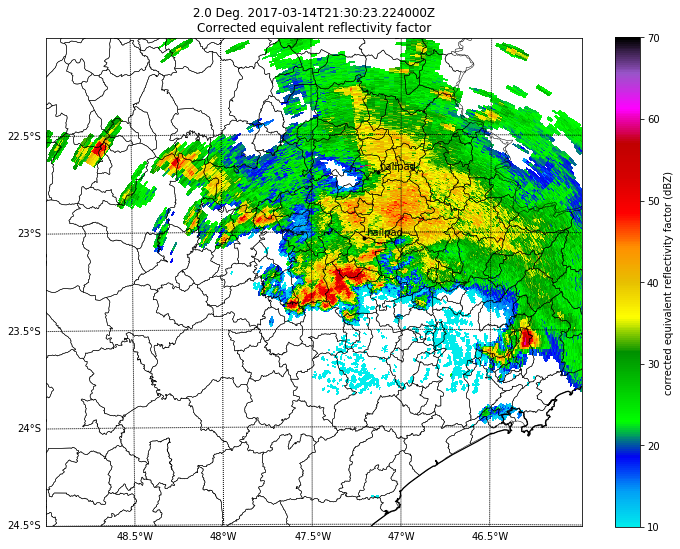 2.0 Deg. 2017-03-14T21:30:23.224000Z
Corrected equivalent reflectivity factor
70
60
50
40
30
20
10
corrected equivalent reflectivity factor (dBZ)
22.5°S
23°S
23.5°S
24°S
24.5°S
hailpad
hailpad
48.5°W
48°W
47.5°W
47°W
46.5°W